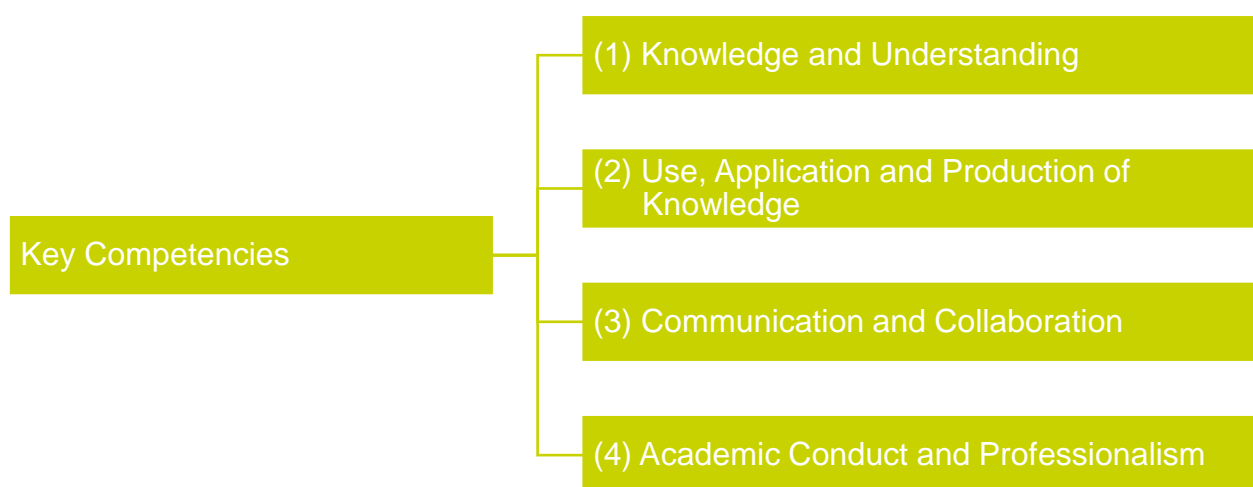 (1) Knowledge and Understanding
(2) Use, Application and Production of
Knowledge
Key Competencies
(3) Communication and Collaboration
(4) Academic Conduct and Professionalism